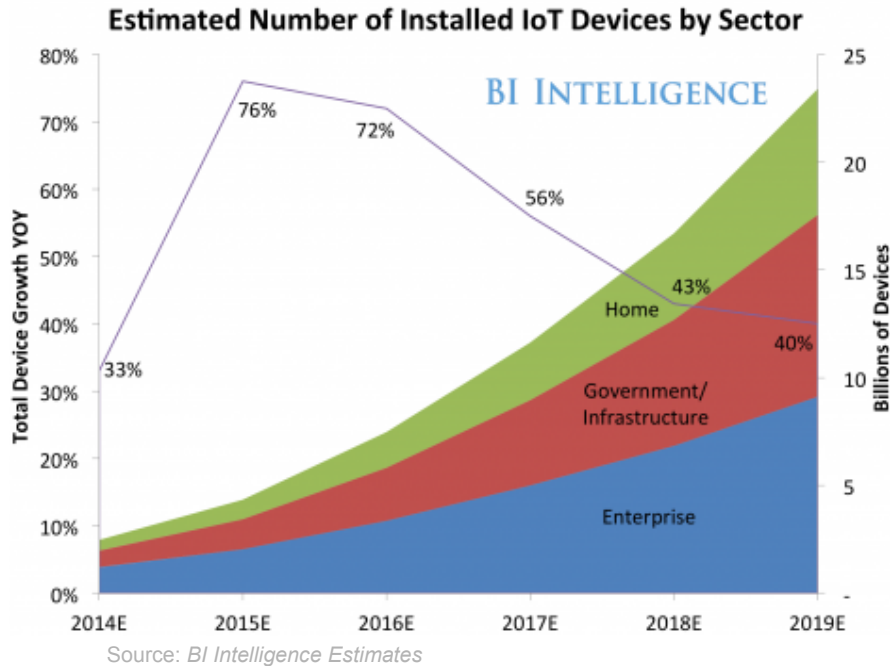 Estimated Number of Installed IoT Devices by Sector
BI INTELLIGENCE
Total Device Growth YOY
80%
70%
60%
50%
40%
30%
20%
10%
0%
33%
76%
72%
56%
43%
40%
Home
Government/
Infrastructure
Enterprise
25
20
15
10
5
-
Billions of Devices
2014E 2015E 2016E 2017E 2018E 2019E
Source: BI Intelligence Estimates